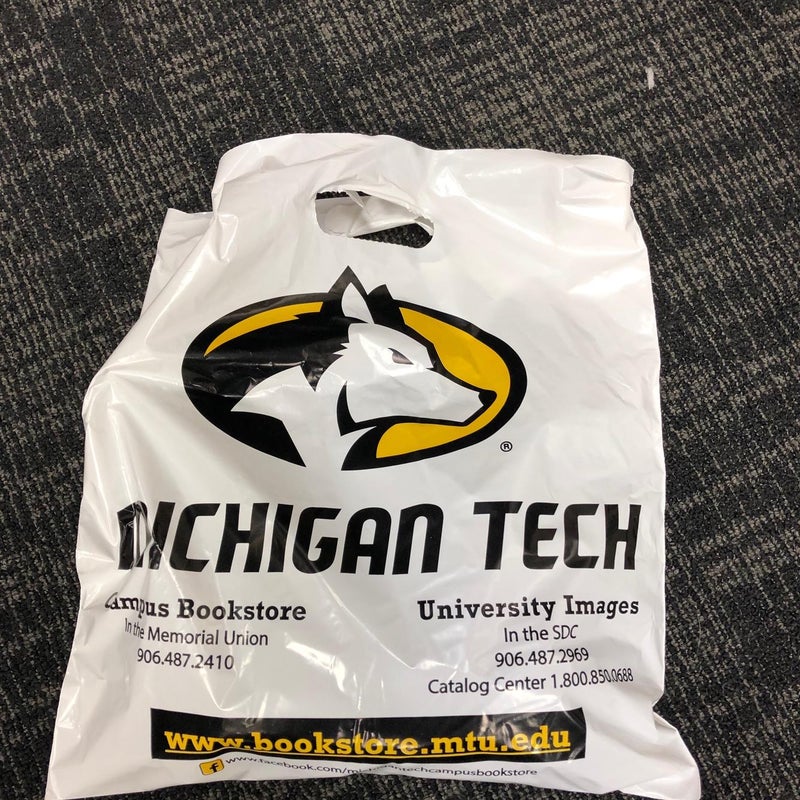 ®
MICHIGAN TECH
Campus Bookstore
In the Memorial Union
906.487.2410
University Images
In the SDC
906.487.2969
Catalog Center 1.800.850.0688
www.bookstore.mtu.edu
f www.facebook.com/michigantechcampusbookstore